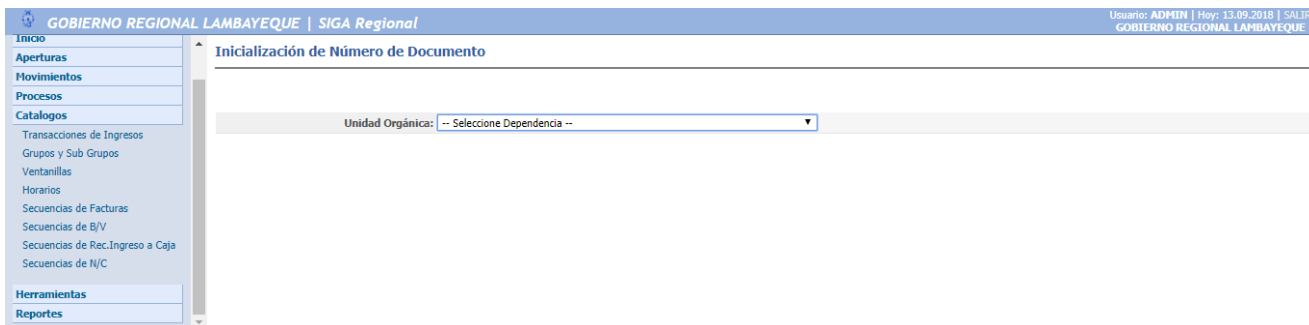 GOBIERNO REGIONAL LAMBAYEQUE | SIGA Regional
Usuario: ADMIN | Hoy: 13.09.2018 | SALIR
GOBIERNO REGIONAL LAMBAYEQUE
Inicio
Aperturas
Movimientos
Procesos
Catalogos
Transacciones de Ingresos
Grupos y Sub Grupos
Ventanillas
Horarios
Secuencias de Facturas
Secuencias de B/V
Secuencias de Rec.Ingreso a Caja
Secuencias de N/C
Herramientas
Reportes
Inicialización de Número de Documento
Unidad Orgánica: -- Seleccione Dependencia --